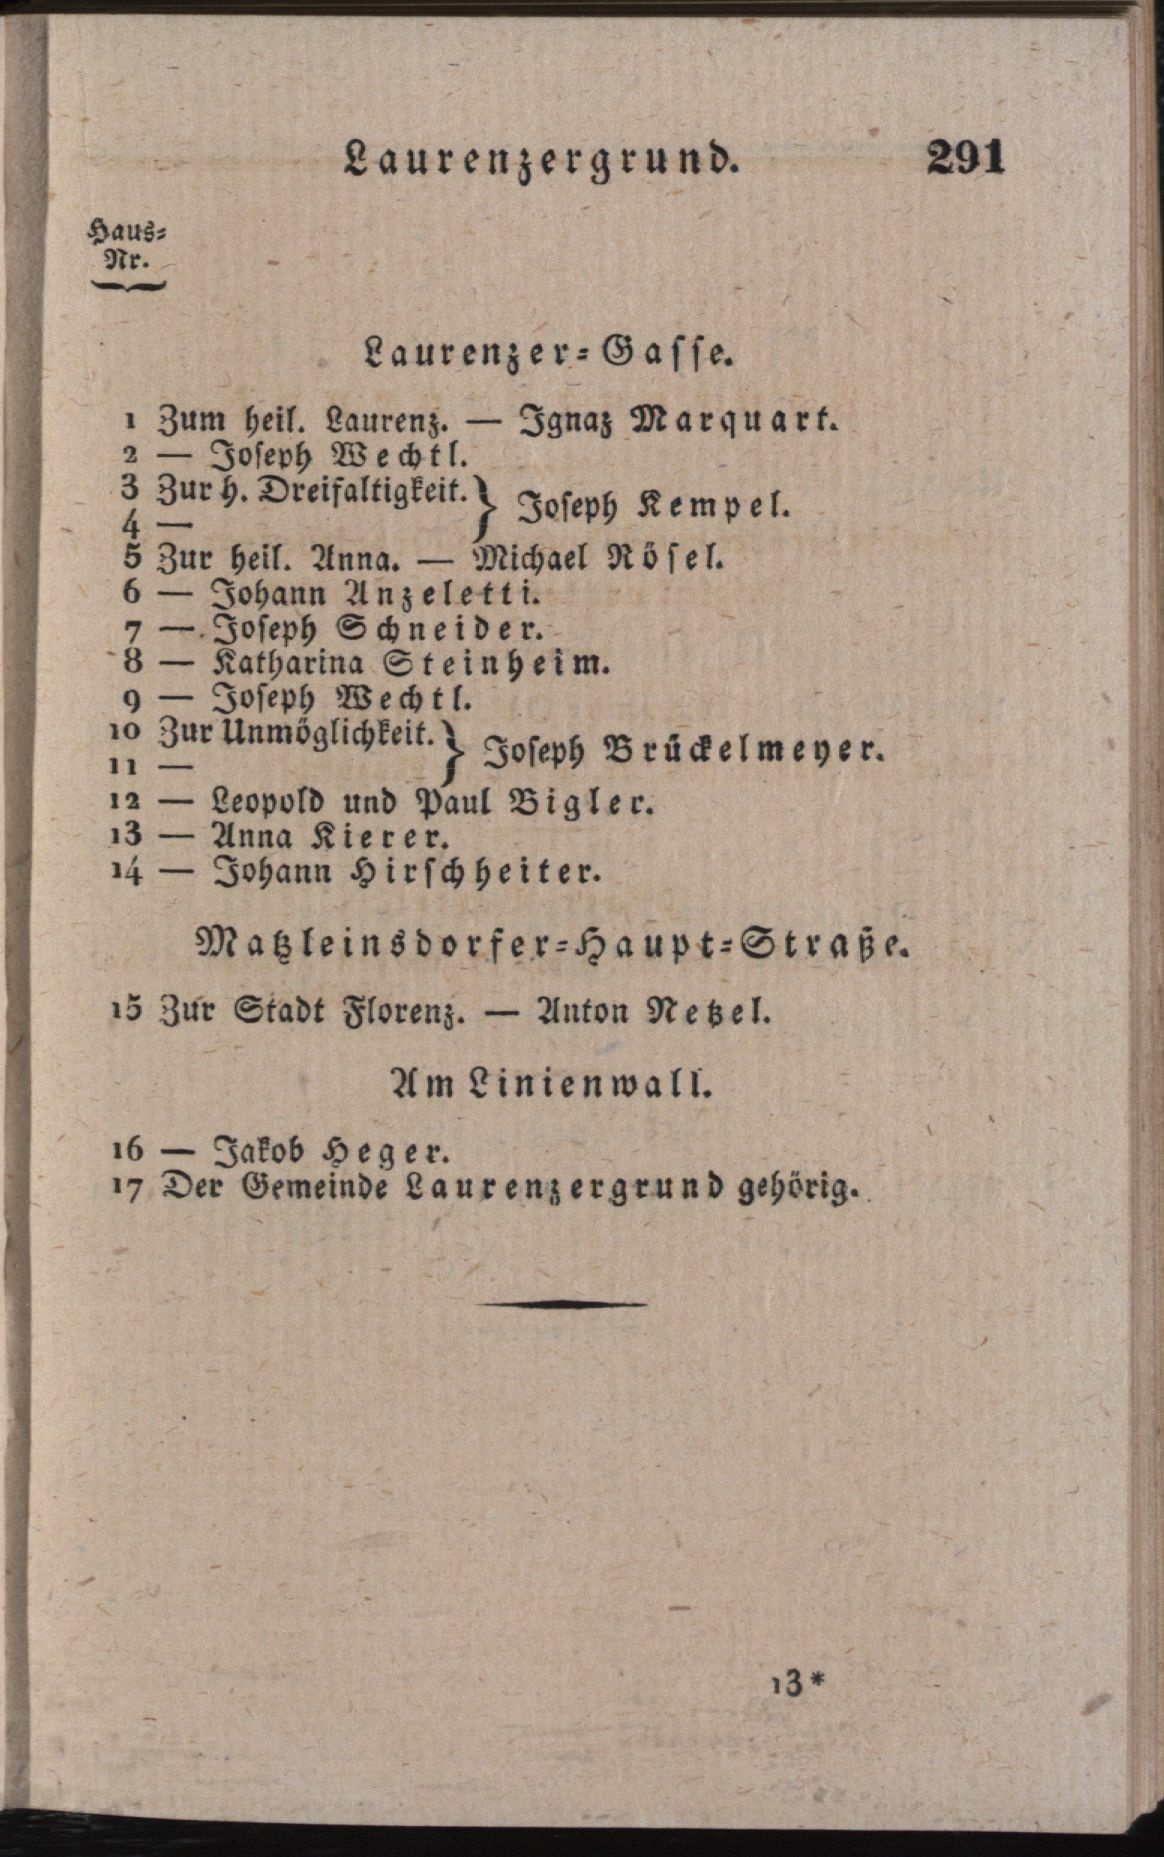 Laurenzergrund. 291
Haus-
Nr.
Laurenzer-Gasse.
1 Zum heil. Laurenz. — Ignaz Marquart.
2 — Joseph Wechtl.
3 Zur h. Dreifaltigkeit. } Joseph Kempel.
4 —
5 Zur heil. Anna. — Michael Rösel.
6 — Johann Anzeletti.
7 — Joseph Schneider.
8 — Katharina Steinheim.
9 — Joseph Wechtl.
10 Zur Unmöglichkeit. } Joseph Brückelmeyer.
11 —
12 — Leopold und Paul Bigler.
13 — Anna Kierer.
14 — Johann Hirschheiter.
Matzleinsdorfer-Haupt-Straße.
15 Zur Stadt Florenz. — Anton Netzel.
Am Linienwall.
16 — Jakob Heger.
17 Der Gemeinde Laurenzergrund gehörig.
13*